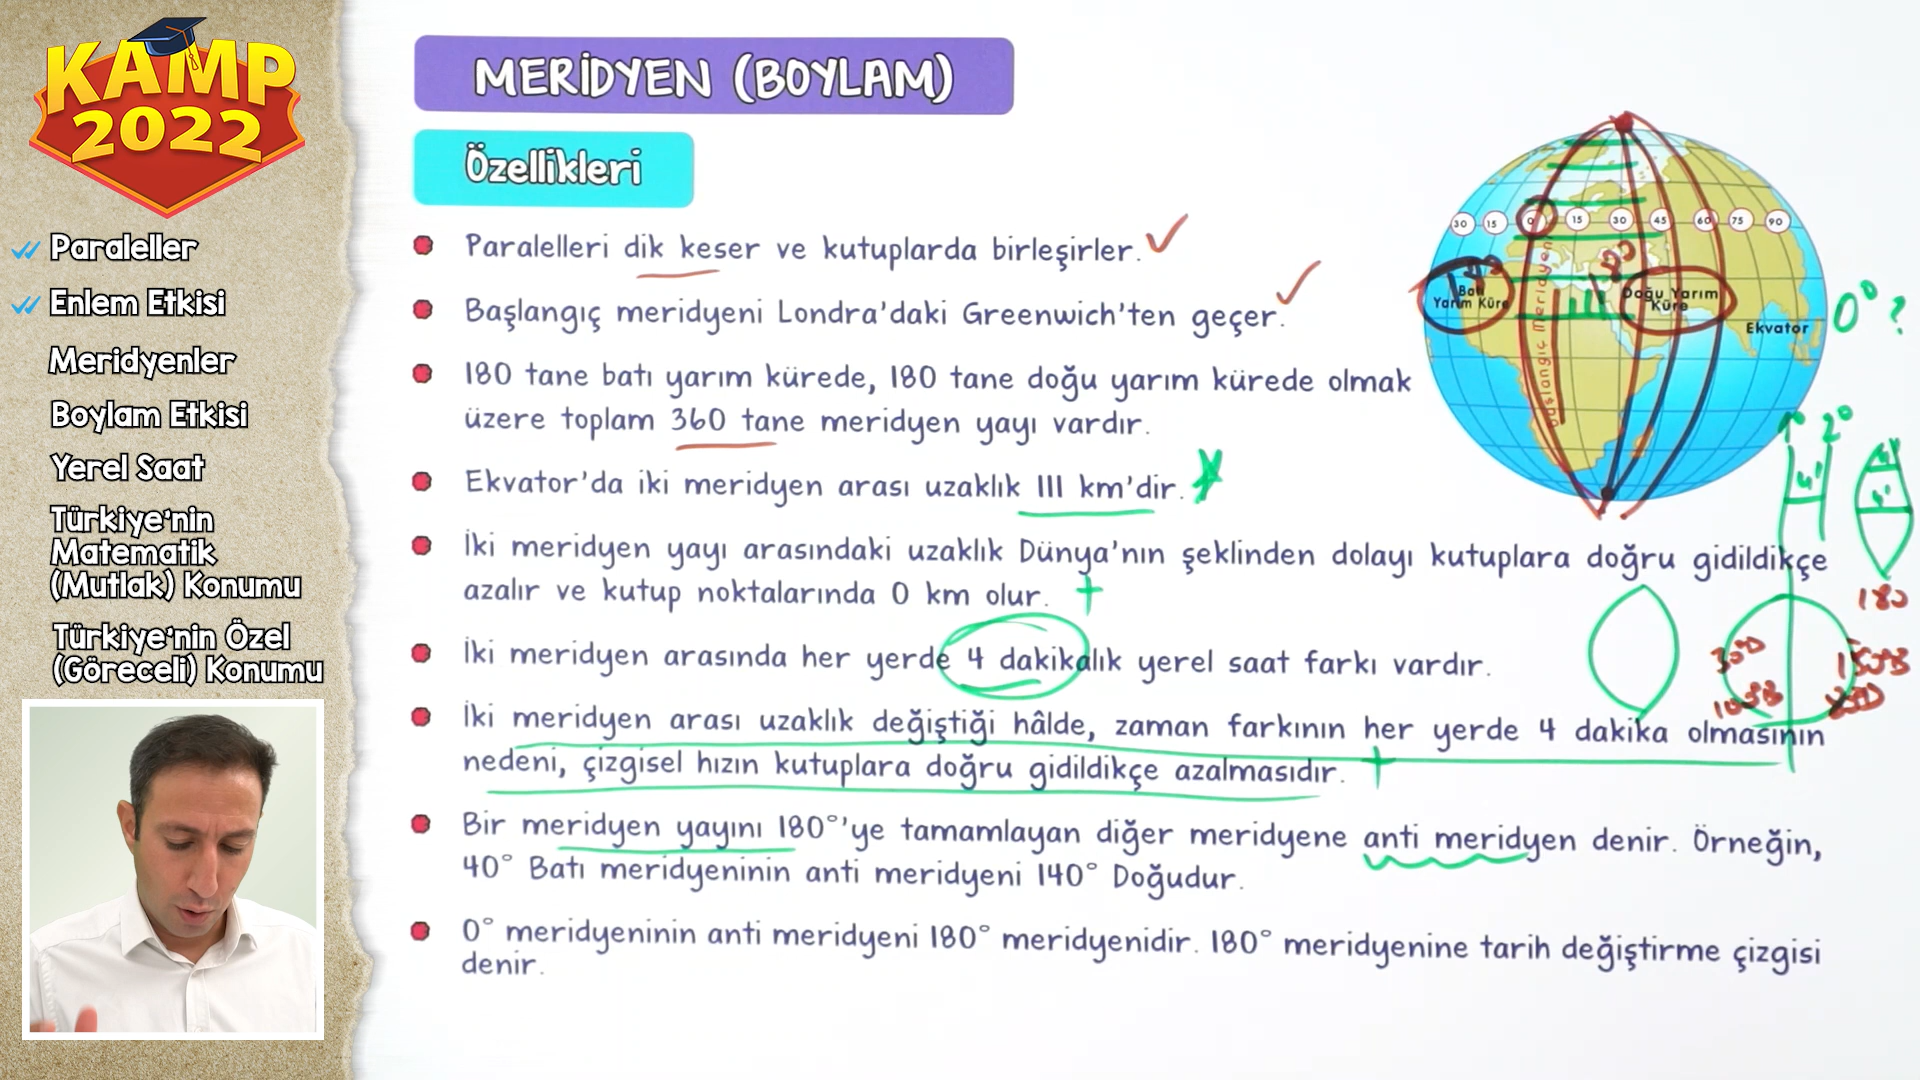 KAMP
2022
Paraleller
Enlem Etkisi
Meridyenler
Boylam Etkisi
Yerel Saat
Türkiye'nin
Matematik
(Mutlak) Konumu
Türkiye'nin Özel
(Göreceli) Konumu
MERİDYEN (BOYLAM)
Özellikleri
Paralelleri dik keser ve kutuplarda birleşirler.
Başlangıç meridyeni Londra'daki Greenwich'ten geçer.
180 tane batı yarım kürede, 180 tane doğu yarım kürede olmak
üzere toplam 360 tane meridyen yayı vardır.
Ekvator'da iki meridyen arası uzaklık 111 km'dir.
İki meridyen yayı arasındaki uzaklık Dünya'nın şeklinden dolayı kutuplara doğru gidildikçe
azalır ve kutup noktalarında 0 km olur.
İki meridyen arasında her yerde 4 dakikalık yerel saat farkı vardır.
İki meridyen arası uzaklık değiştiği hâlde, zaman farkının her yerde 4 dakika olmasının
nedeni, çizgisel hızın kutuplara doğru gidildikçe azalmasıdır.
Bir meridyen yayını 180°'ye tamamlayan diğer meridyene anti meridyen denir. Örneğin,
40° Batı meridyeninin anti meridyeni 140° Doğudur.
0° meridyeninin anti meridyeni 180° meridyenidir. 180° meridyenine tarih değiştirme çizgisi
denir.
30 15 0 15 30 45 60 75 90
180
Batı
Yarım Küre
Doğu Yarım
Küre
Başlangıç Meridyeni
Ekvator
0° ?
1° 2°
4' 4'
180
30°D 150°B